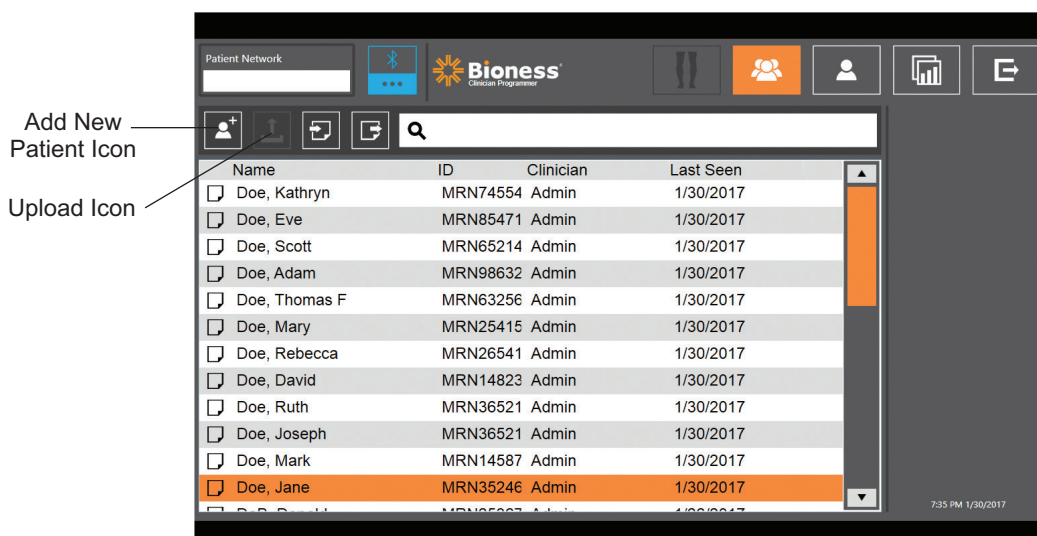 Patient Network
Bioness
Clinician Programmer
Add New
Patient Icon
Upload Icon
Name ID Clinician Last Seen
Doe, Kathryn MRN74554 Admin 1/30/2017
Doe, Eve MRN85471 Admin 1/30/2017
Doe, Scott MRN65214 Admin 1/30/2017
Doe, Adam MRN98632 Admin 1/30/2017
Doe, Thomas F MRN63256 Admin 1/30/2017
Doe, Mary MRN25415 Admin 1/30/2017
Doe, Rebecca MRN26541 Admin 1/30/2017
Doe, David MRN14823 Admin 1/30/2017
Doe, Ruth MRN36521 Admin 1/30/2017
Doe, Joseph MRN36521 Admin 1/30/2017
Doe, Mark MRN14587 Admin 1/30/2017
Doe, Jane MRN35246 Admin 1/30/2017
7:35 PM 1/30/2017